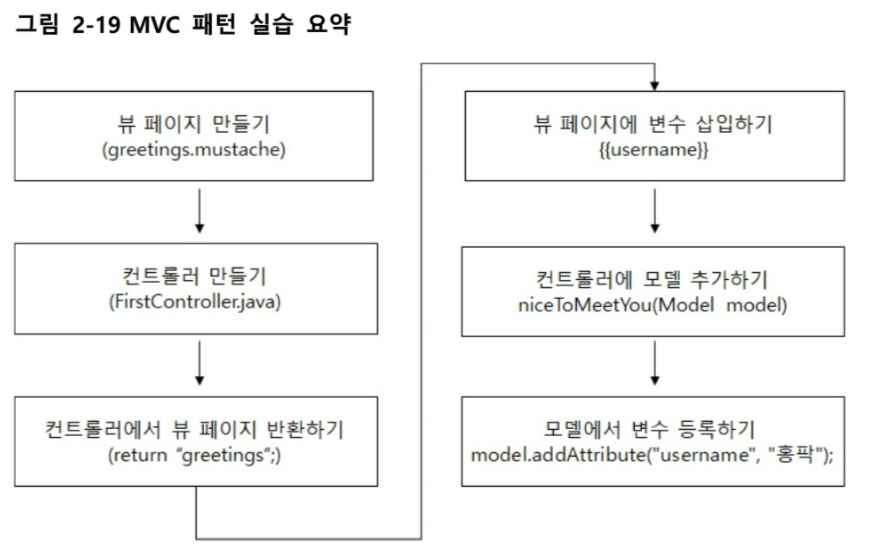 그림 2-19 MVC 패턴 실습 요약
뷰 페이지 만들기
(greetings.mustache)
컨트롤러 만들기
(FirstController.java)
컨트롤러에서 뷰 페이지 반환하기
(return “greetings“;)
뷰 페이지에 변수 삽입하기
{{username}}
컨트롤러에 모델 추가하기
niceToMeetYou(Model model)
모델에서 변수 등록하기
model.addAttribute("username", "홍팍");